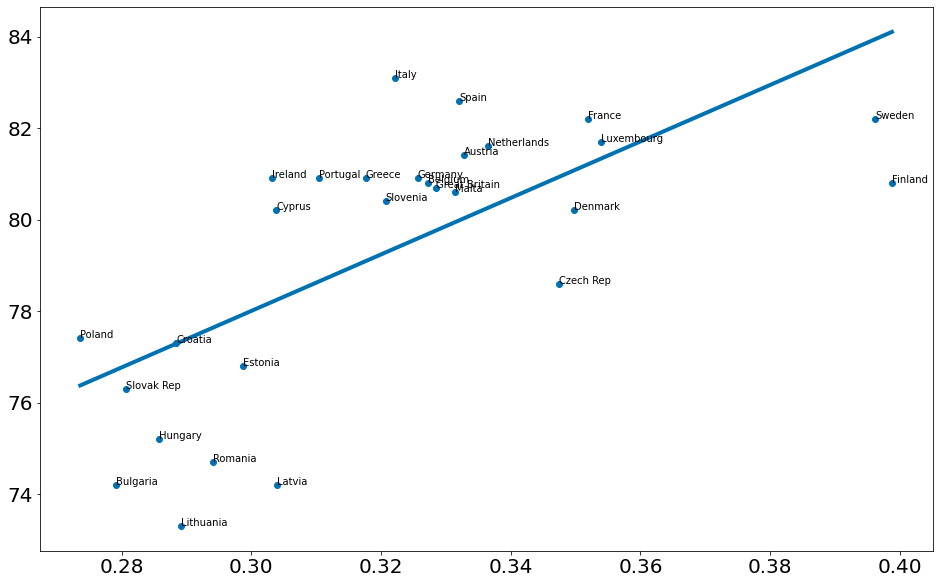 84
Italy
Spain
France
Sweden
82
Luxembourg
Netherlands
Austria
Ireland
Portugal
Greece
Germany
Belgium
Finland
Great Britain
Malta
Slovenia
Cyprus
Denmark
80
Czech Rep
78
Poland
Croatia
Estonia
Slovak Rep
76
Hungary
Romania
Bulgaria
Latvia
74
Lithuania
0.28 0.30 0.32 0.34 0.36 0.38 0.40